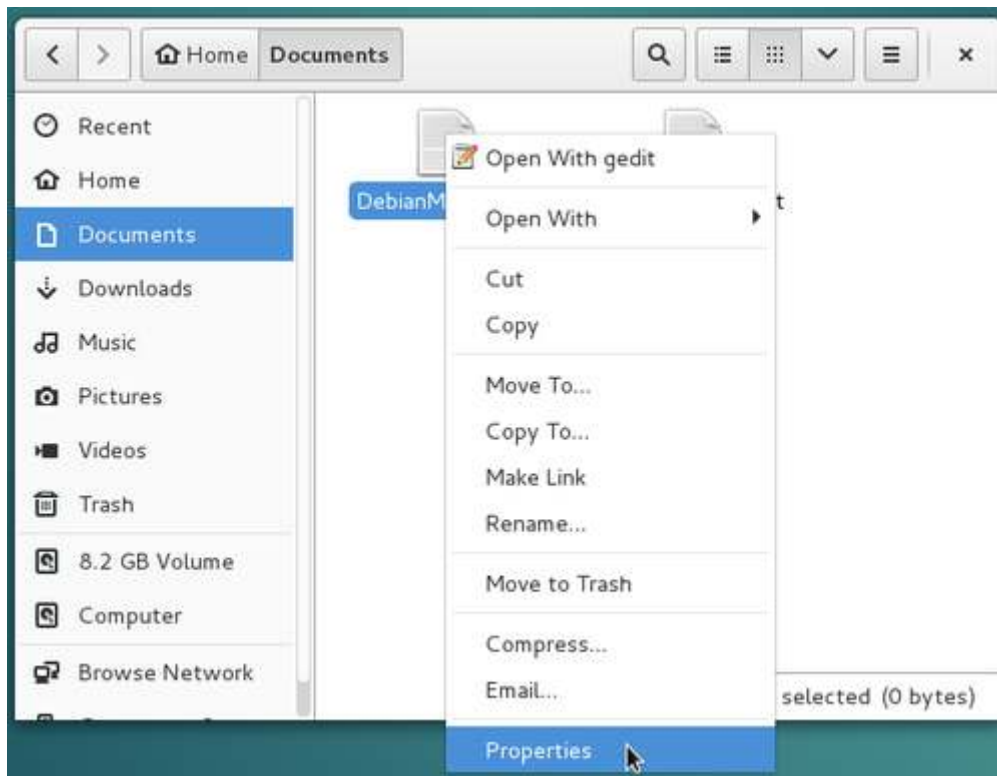 Home Documents
Recent
Home
Documents
Downloads
Music
Pictures
Videos
Trash
8.2 GB Volume
Computer
Browse Network
DebianM
t
Open With gedit
Open With
Cut
Copy
Move To...
Copy To...
Make Link
Rename...
Move to Trash
Compress...
Email...
Properties
selected (0 bytes)